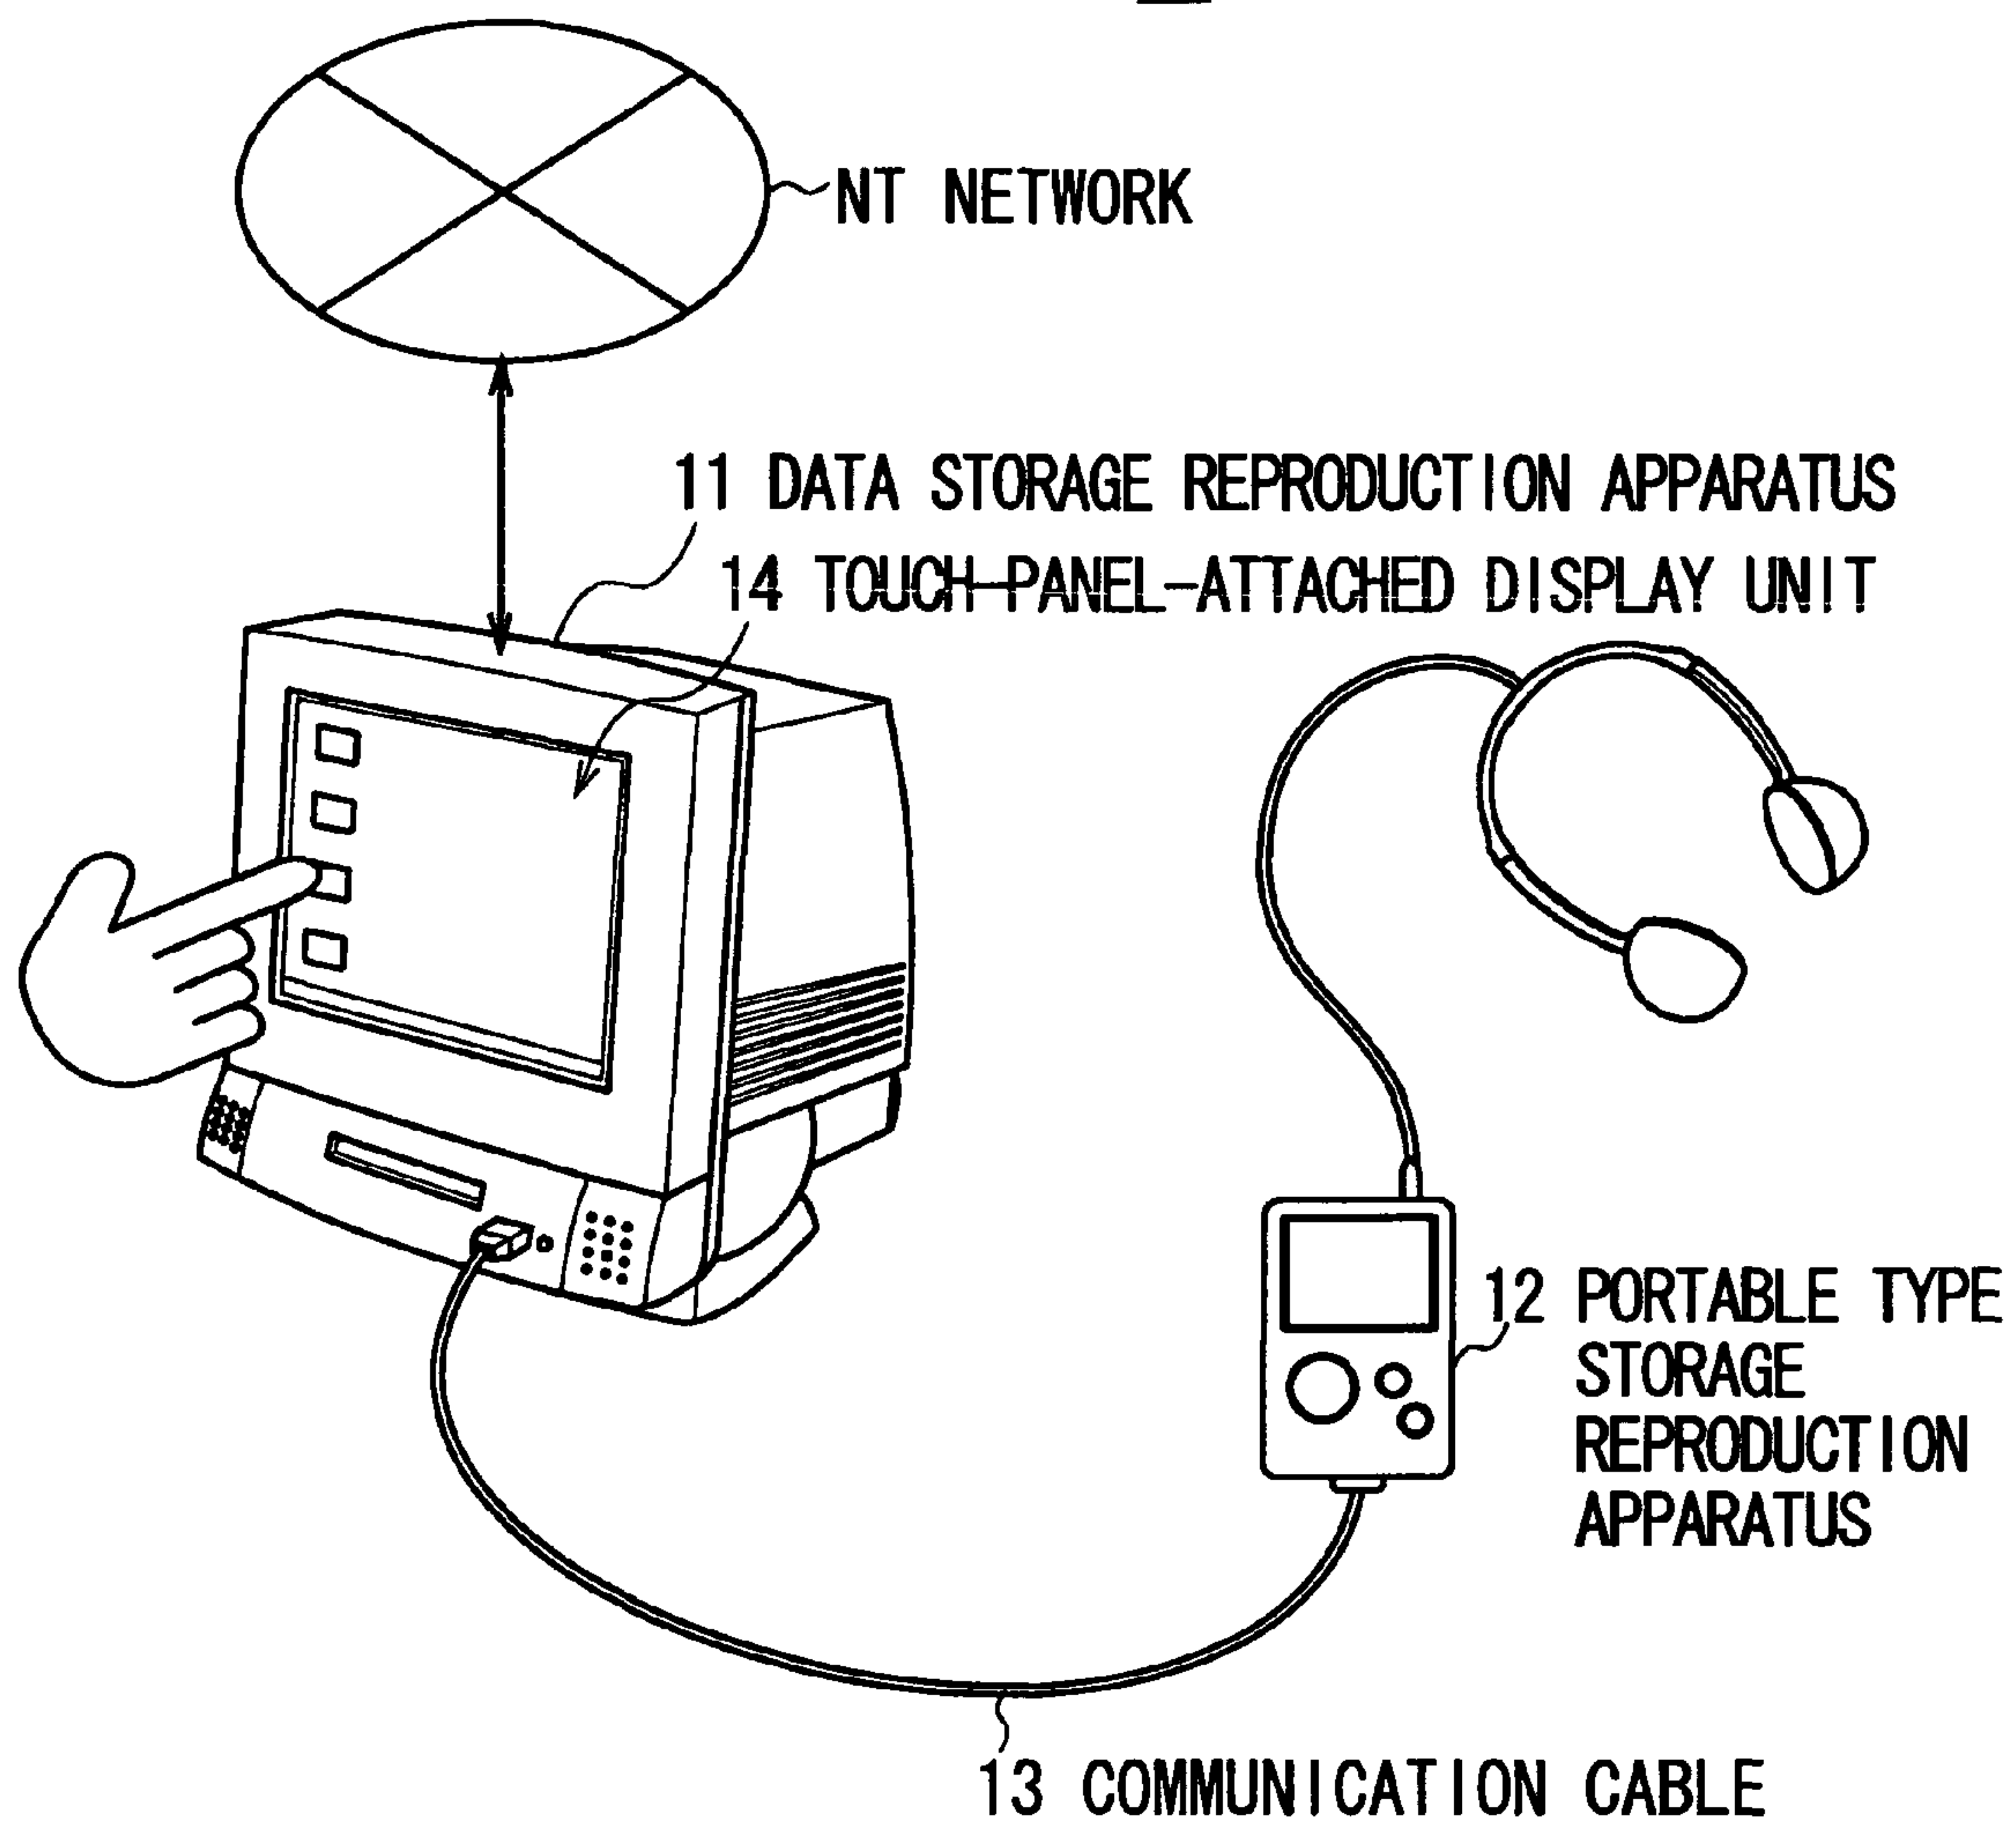 NT NETWORK
11 DATA STORAGE REPRODUCTION APPARATUS
14 TOUCH-PANEL-ATTACHED DISPLAY UNIT
12 PORTABLE TYPE
STORAGE
REPRODUCTION
APPARATUS
13 COMMUNICATION CABLE